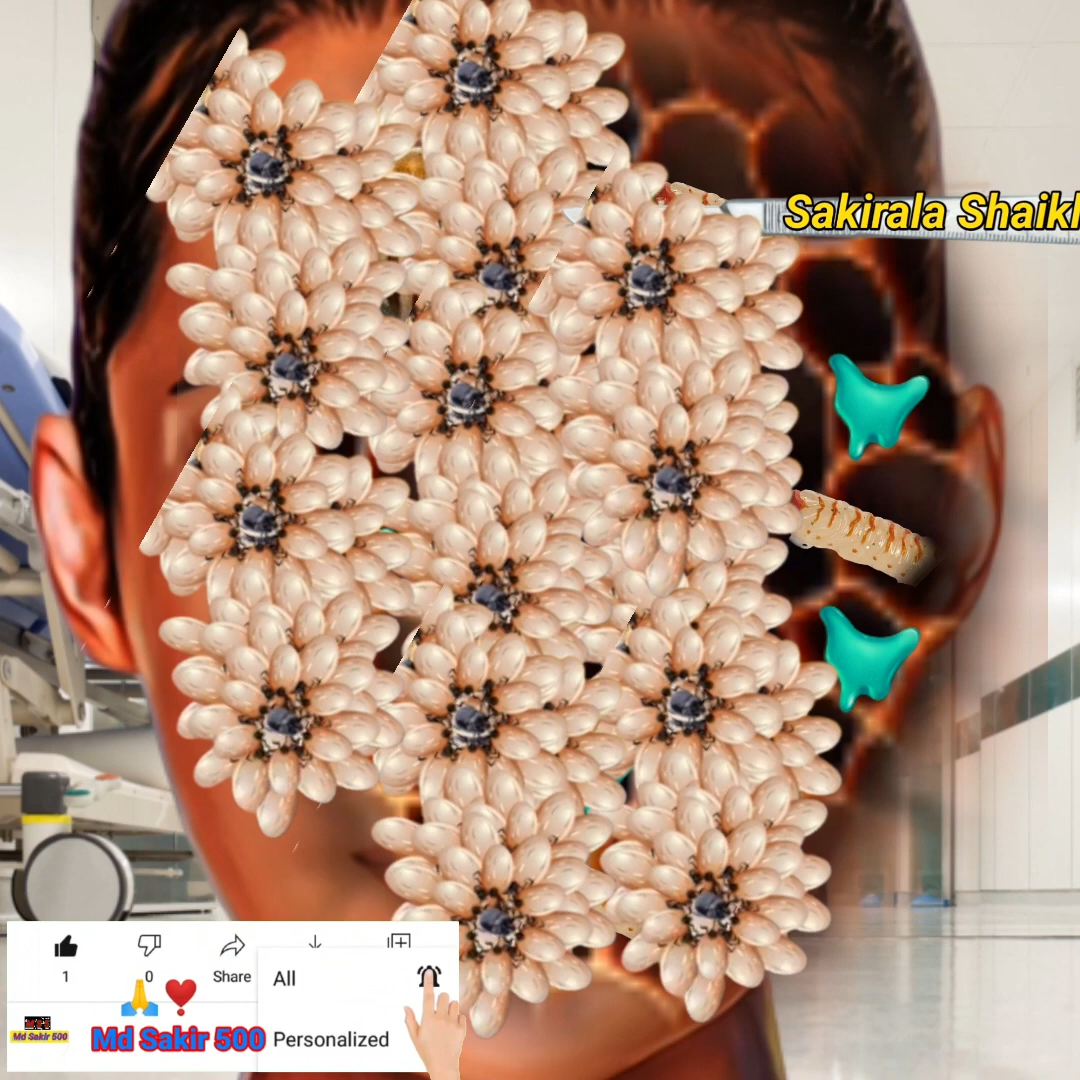 Sakirala Shaikh
1
0
Share
All
Md Sakir 500
Md Sakir 500
Personalized